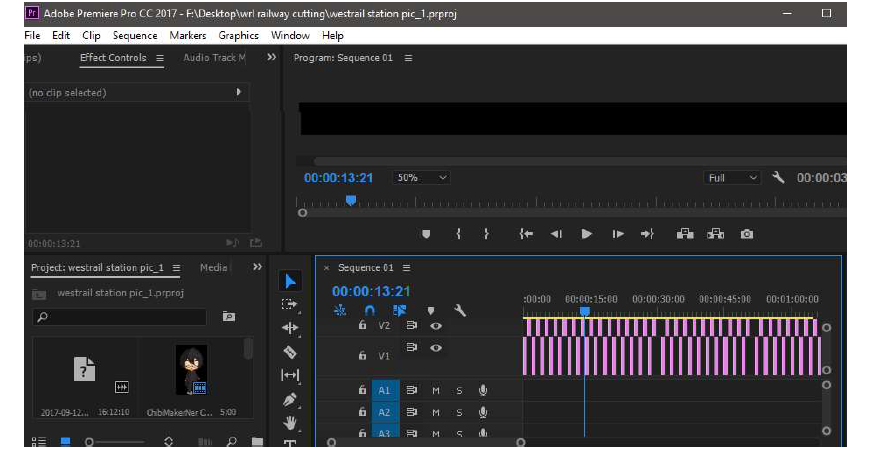 Pr Adobe Premiere Pro CC 2017 - F:\Desktop\wrl railway cutting\westrail station pic_1.prproj
File Edit Clip Sequence Markers Graphics Window Help
ips) Effect Controls Audio Track M
Program: Sequence 01
(no clip selected)
00:00:13:21 50% Full 00:00:03
00:00:13:21
Project: westrail station pic_1 Media
westrail station pic_1.prproj
2017-09-12... 16:12:10 ChibiMakerNer C... 5:00
× Sequence 01
00:00:13:21
:00:00 00:00:15:00 00:00:30:00 00:00:45:00 00:01:00:00
V2
V1
A1 M S
A2 M S
A3 M S